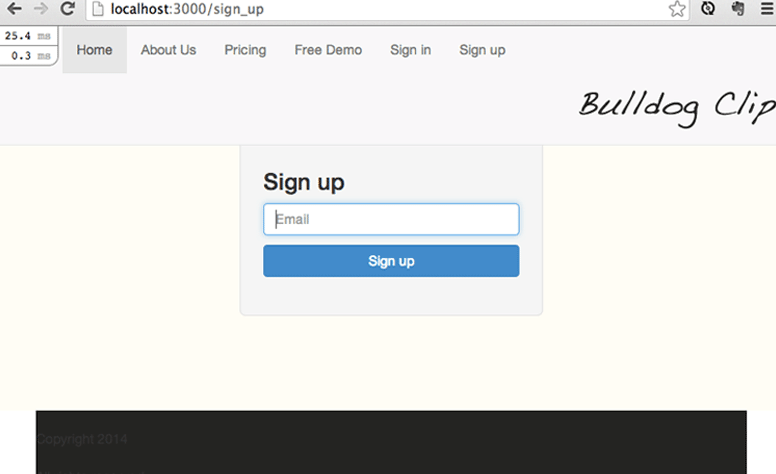 localhost:3000/sign_up
25.4 ms
0.3 ms
Home About Us Pricing Free Demo Sign in Sign up
Bulldog Clip
Sign up
Email
Sign up
Copyright 2014